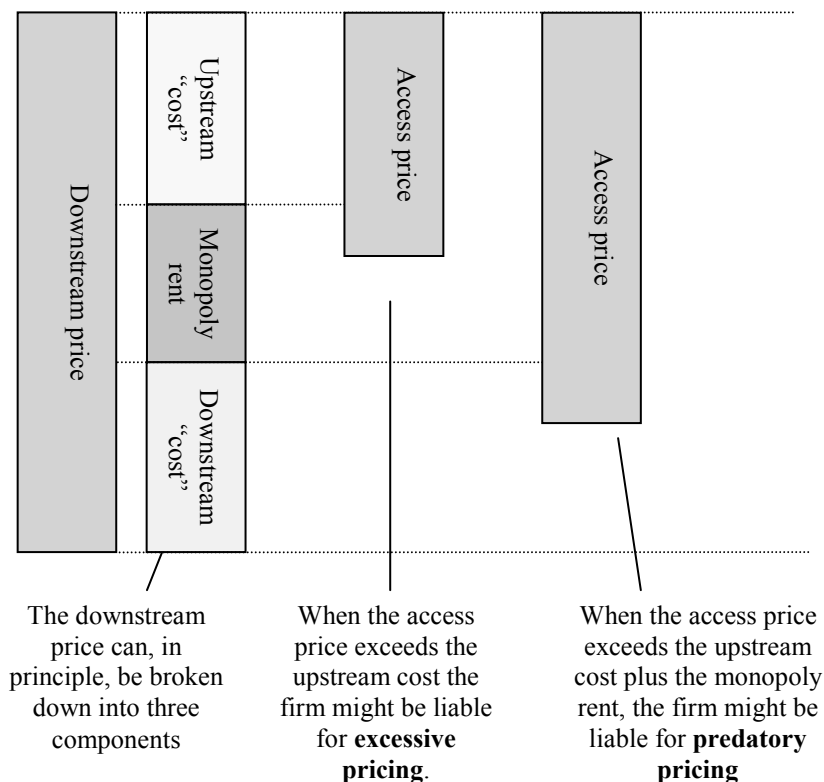 Downstream price
Upstream
“cost”
Monopoly
rent
Downstream
“cost”
Access price
Access price
The downstream
price can, in
principle, be broken
down into three
components
When the access
price exceeds the
upstream cost the
firm might be liable
for excessive
pricing.
When the access price
exceeds the upstream
cost plus the monopoly
rent, the firm might be
liable for predatory
pricing